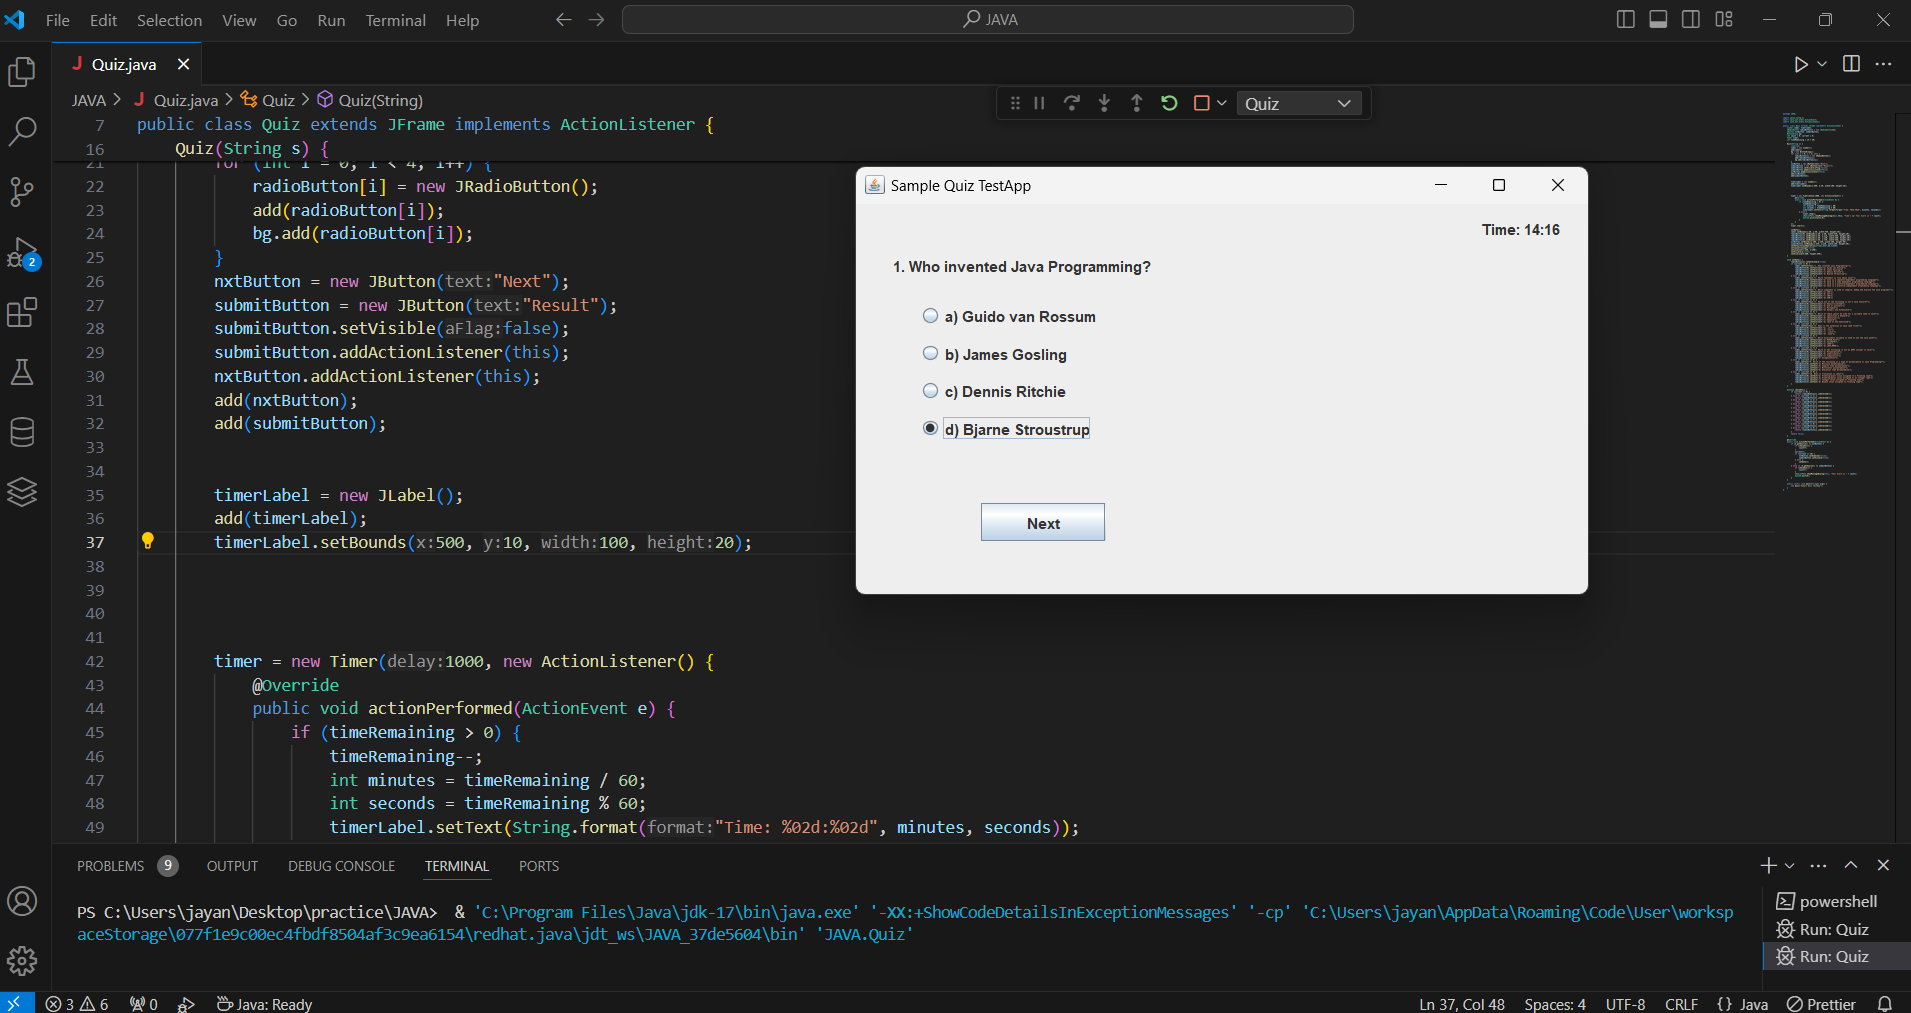 File Edit Selection View Go Run Terminal Help
JAVA
Quiz.java
JAVA > Quiz.java > Quiz > Quiz(String)
Quiz
7 public class Quiz extends JFrame implements ActionListener {
16 Quiz(String s) {
21 for (int i = 0; i < 4; i++) {
22 radioButton[i] = new JRadioButton();
23 add(radioButton[i]);
24 bg.add(radioButton[i]);
25 }
26 nxtButton = new JButton(text:"Next");
27 submitButton = new JButton(text:"Result");
28 submitButton.setVisible(aFlag:false);
29 submitButton.addActionListener(this);
30 nxtButton.addActionListener(this);
31 add(nxtButton);
32 add(submitButton);
33
34
35 timerLabel = new JLabel();
36 add(timerLabel);
37 timerLabel.setBounds(x:500, y:10, width:100, height:20);
38
39
40
41
42 timer = new Timer(delay:1000, new ActionListener() {
43 @Override
44 public void actionPerformed(ActionEvent e) {
45 if (timeRemaining > 0) {
46 timeRemaining--;
47 int minutes = timeRemaining / 60;
48 int seconds = timeRemaining % 60;
49 timerLabel.setText(String.format(format:"Time: %02d:%02d", minutes, seconds));
Sample Quiz TestApp
Time: 14:16
1. Who invented Java Programming?
a) Guido van Rossum
b) James Gosling
c) Dennis Ritchie
d) Bjarne Stroustrup
Next
2
PROBLEMS 9 OUTPUT DEBUG CONSOLE TERMINAL PORTS
PS C:\Users\jayan\Desktop\practice\JAVA> & 'C:\Program Files\Java\jdk-17\bin\java.exe' '-XX:+ShowCodeDetailsInExceptionMessages' '-cp' 'C:\Users\jayan\AppData\Roaming\Code\User\worksp
aceStorage\077f1e9c00ec4fbdf8504af3c9ea6154\redhat.java\jdt_ws\JAVA_37de5604\bin' 'JAVA.Quiz'
powershell
Run: Quiz
Run: Quiz
3 6 0 Java: Ready
Ln 37, Col 48 Spaces: 4 UTF-8 CRLF {} Java Prettier